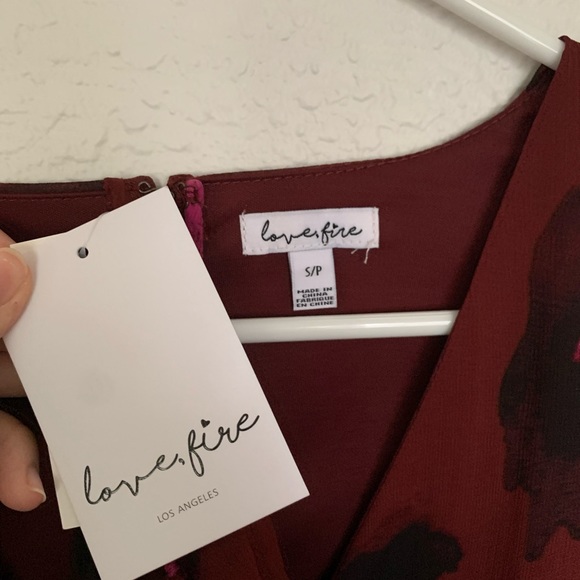 love, fire
S/P
MADE IN
CHINA
FABRIQUE
EN CHINE
love, fire
LOS ANGELES